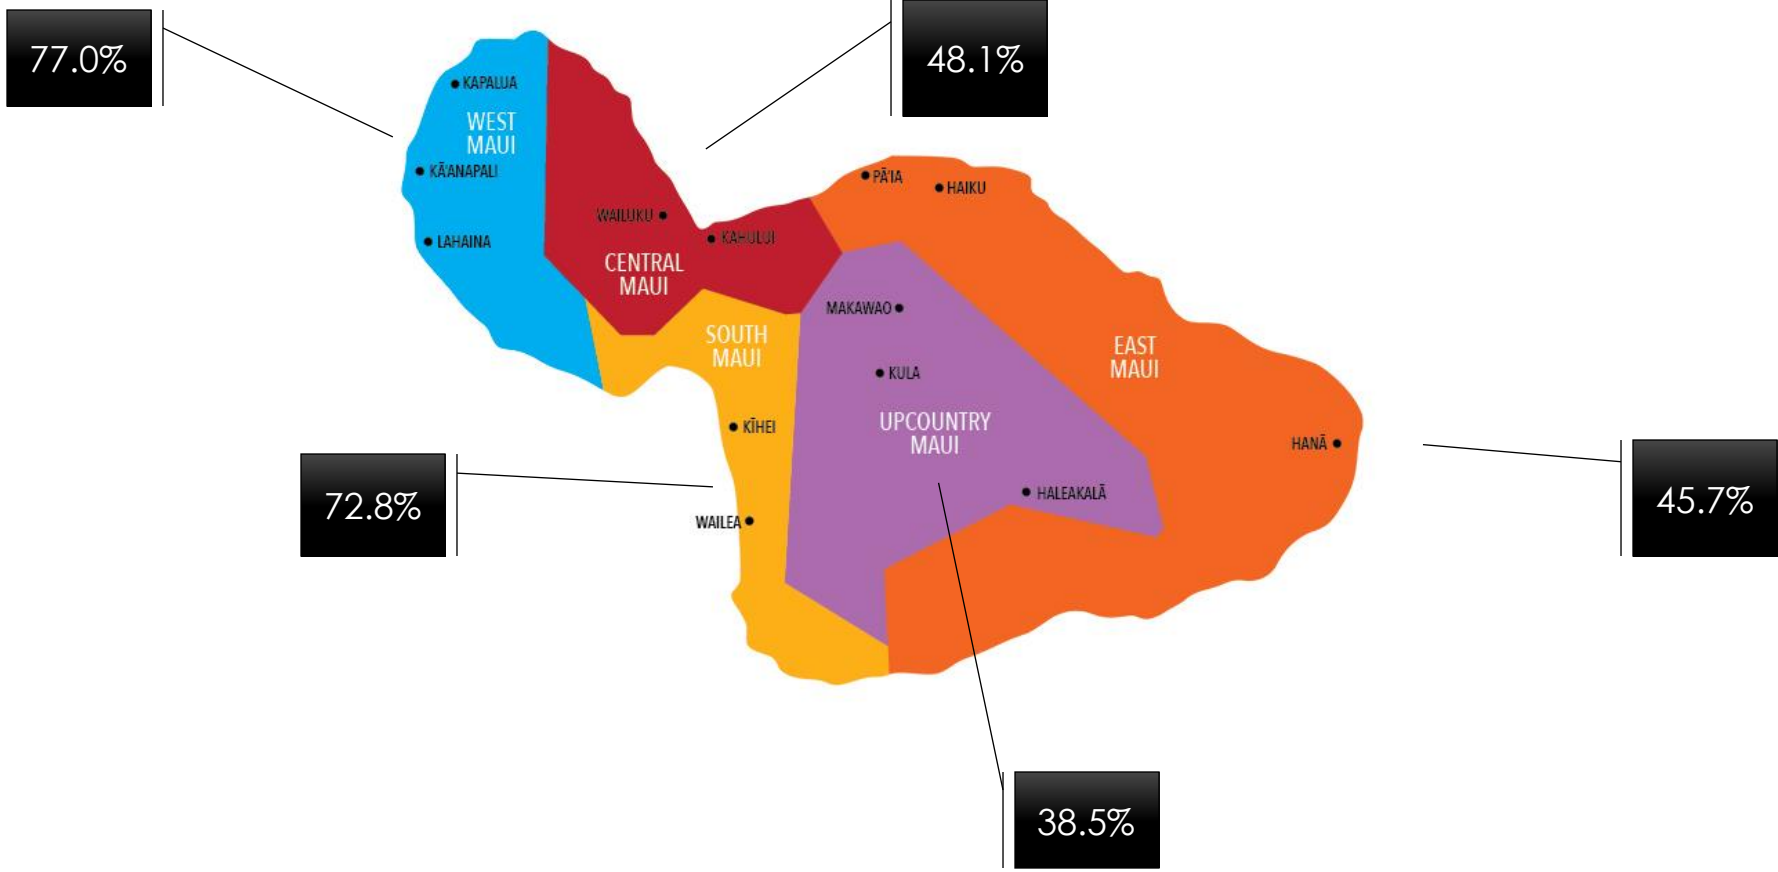 77.0%
48.1%
KAPALUA
WEST
MAUI
KĀ'ANAPALI
LAHAINA
WAILUKU
KAHULUI
CENTRAL
MAUI
PĀ'IA
HAIKU
MAKAWAO
SOUTH
MAUI
EAST
MAUI
KULA
UPCOUNTRY
MAUI
KĪHEI
HANĀ
HALEAKALĀ
WAILEA
72.8%
45.7%
38.5%